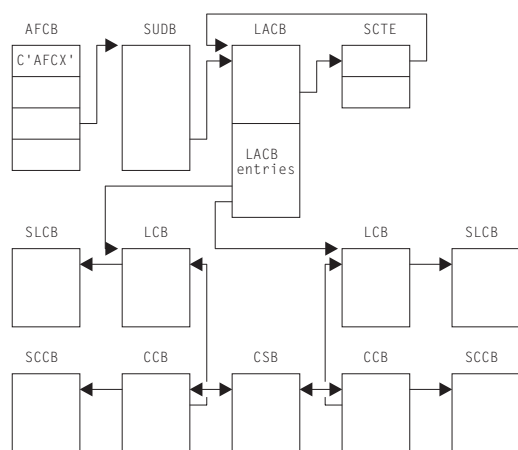 AFCB SUDB LACB SCTE
C'AFCX'
LACB
entries
SLCB LCB LCB SLCB
SCCB CCB CSB CCB SCCB